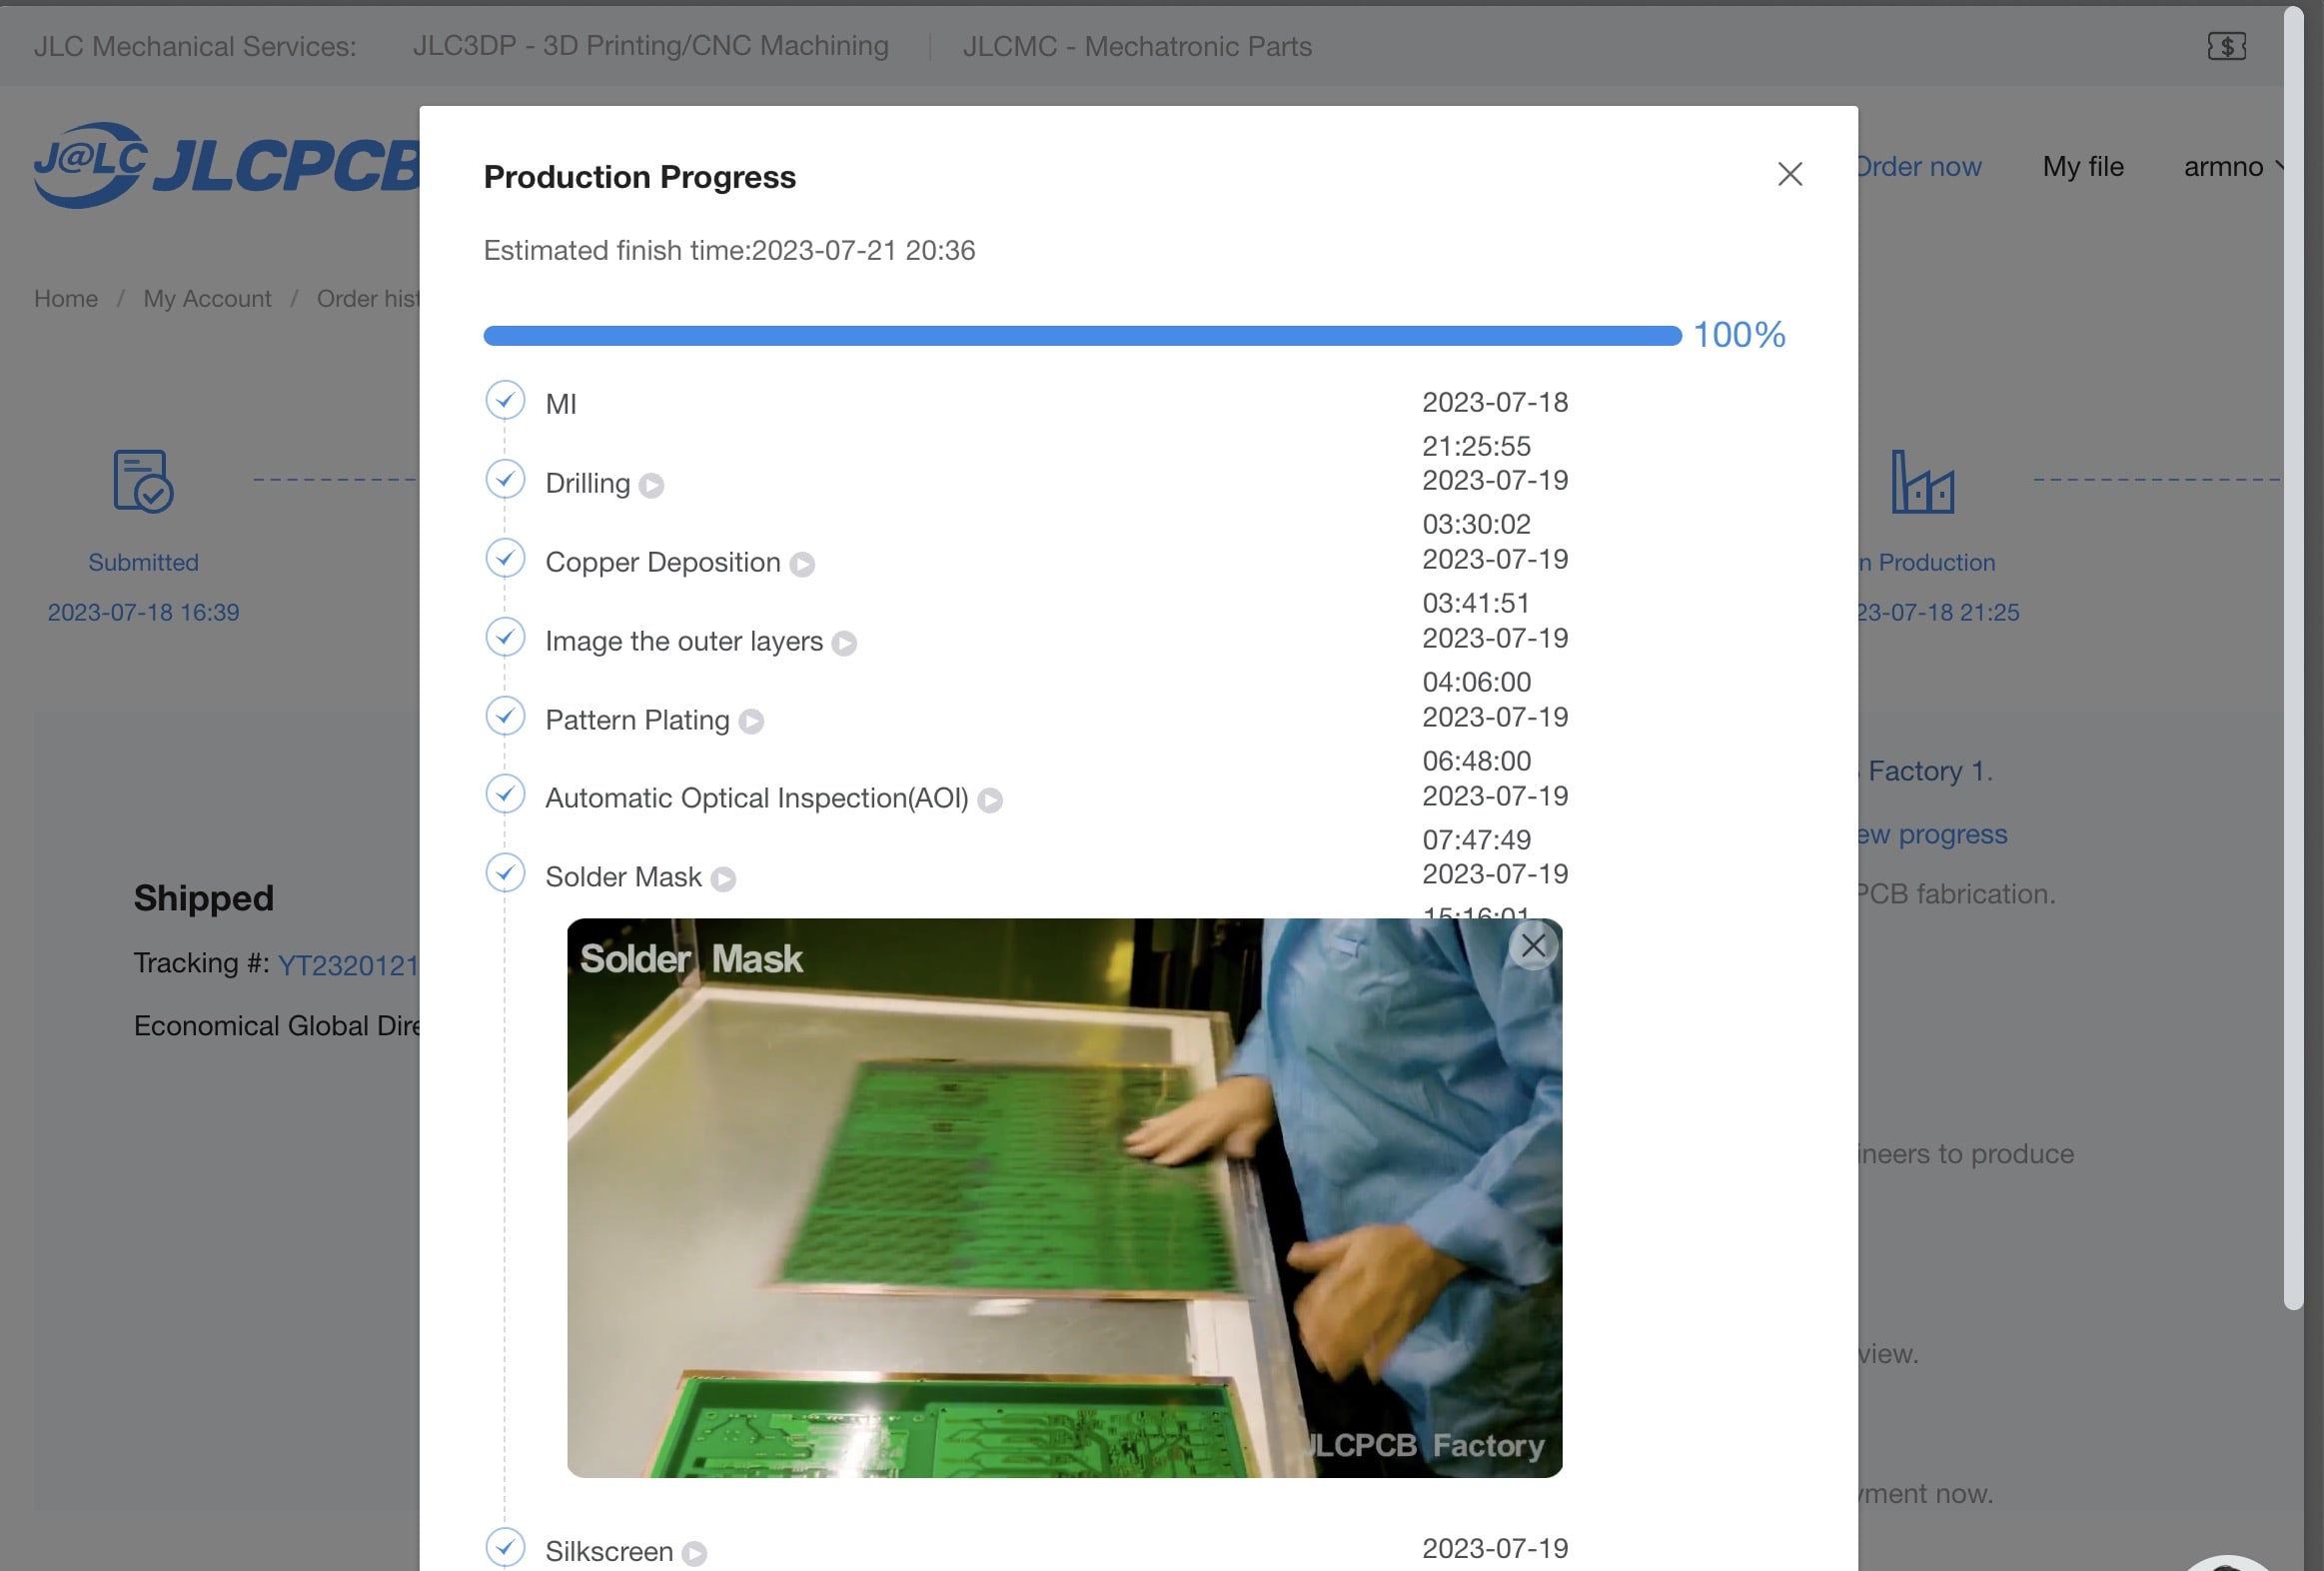 JLC Mechanical Services: JLC3DP - 3D Printing/CNC Machining JLCMC - Mechatronic Parts
J@LC JLCPCB
Order now My file armno
Home / My Account / Order hist
Submitted
2023-07-18 16:39
Shipped
Tracking #: YT2320121
Economical Global Dire
Production Progress
Estimated finish time:2023-07-21 20:36
100%
MI 2023-07-18
21:25:55
Drilling 2023-07-19
03:30:02
Copper Deposition 2023-07-19
03:41:51
Image the outer layers 2023-07-19
04:06:00
Pattern Plating 2023-07-19
06:48:00
Automatic Optical Inspection(AOI) 2023-07-19
07:47:49
Solder Mask 2023-07-19
15:16:01
Solder Mask
JLCPCB Factory
Silkscreen 2023-07-19
n Production
23-07-18 21:25
Factory 1.
ew progress
PCB fabrication.
ineers to produce
view.
yment now.